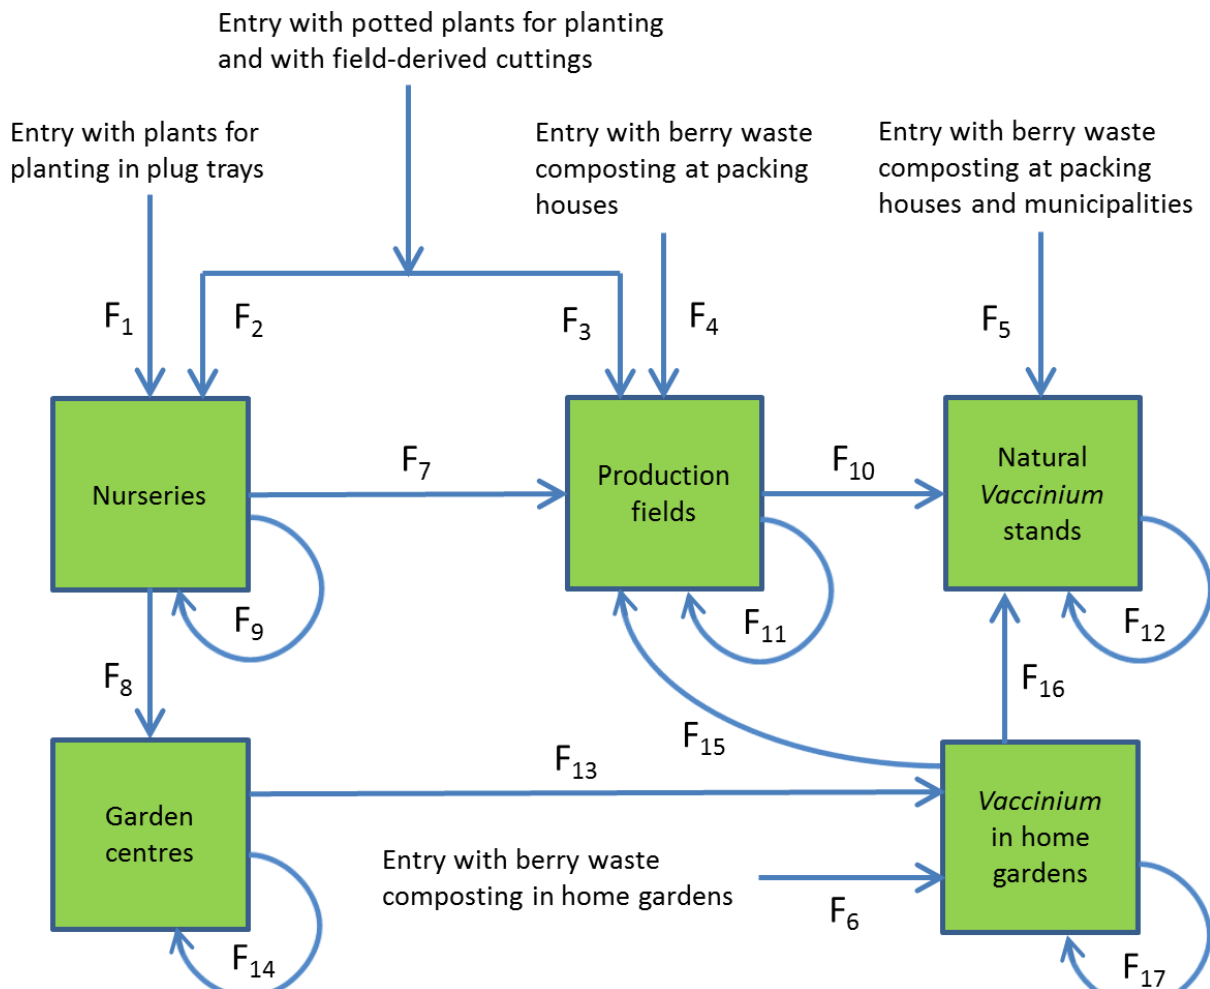 Entry with potted plants for planting
and with field-derived cuttings
Entry with plants for
planting in plug trays
Entry with berry waste
composting at packing
houses
Entry with berry waste
composting at packing
houses and municipalities
F1
F2
F3
F4
F5
Nurseries
F7
Production
fields
F10
Natural
Vaccinium
stands
F9
F11
F12
F8
F16
F15
F13
Garden
centres
Vaccinium
in home
gardens
Entry with berry waste
composting in home gardens
F6
F14
F17